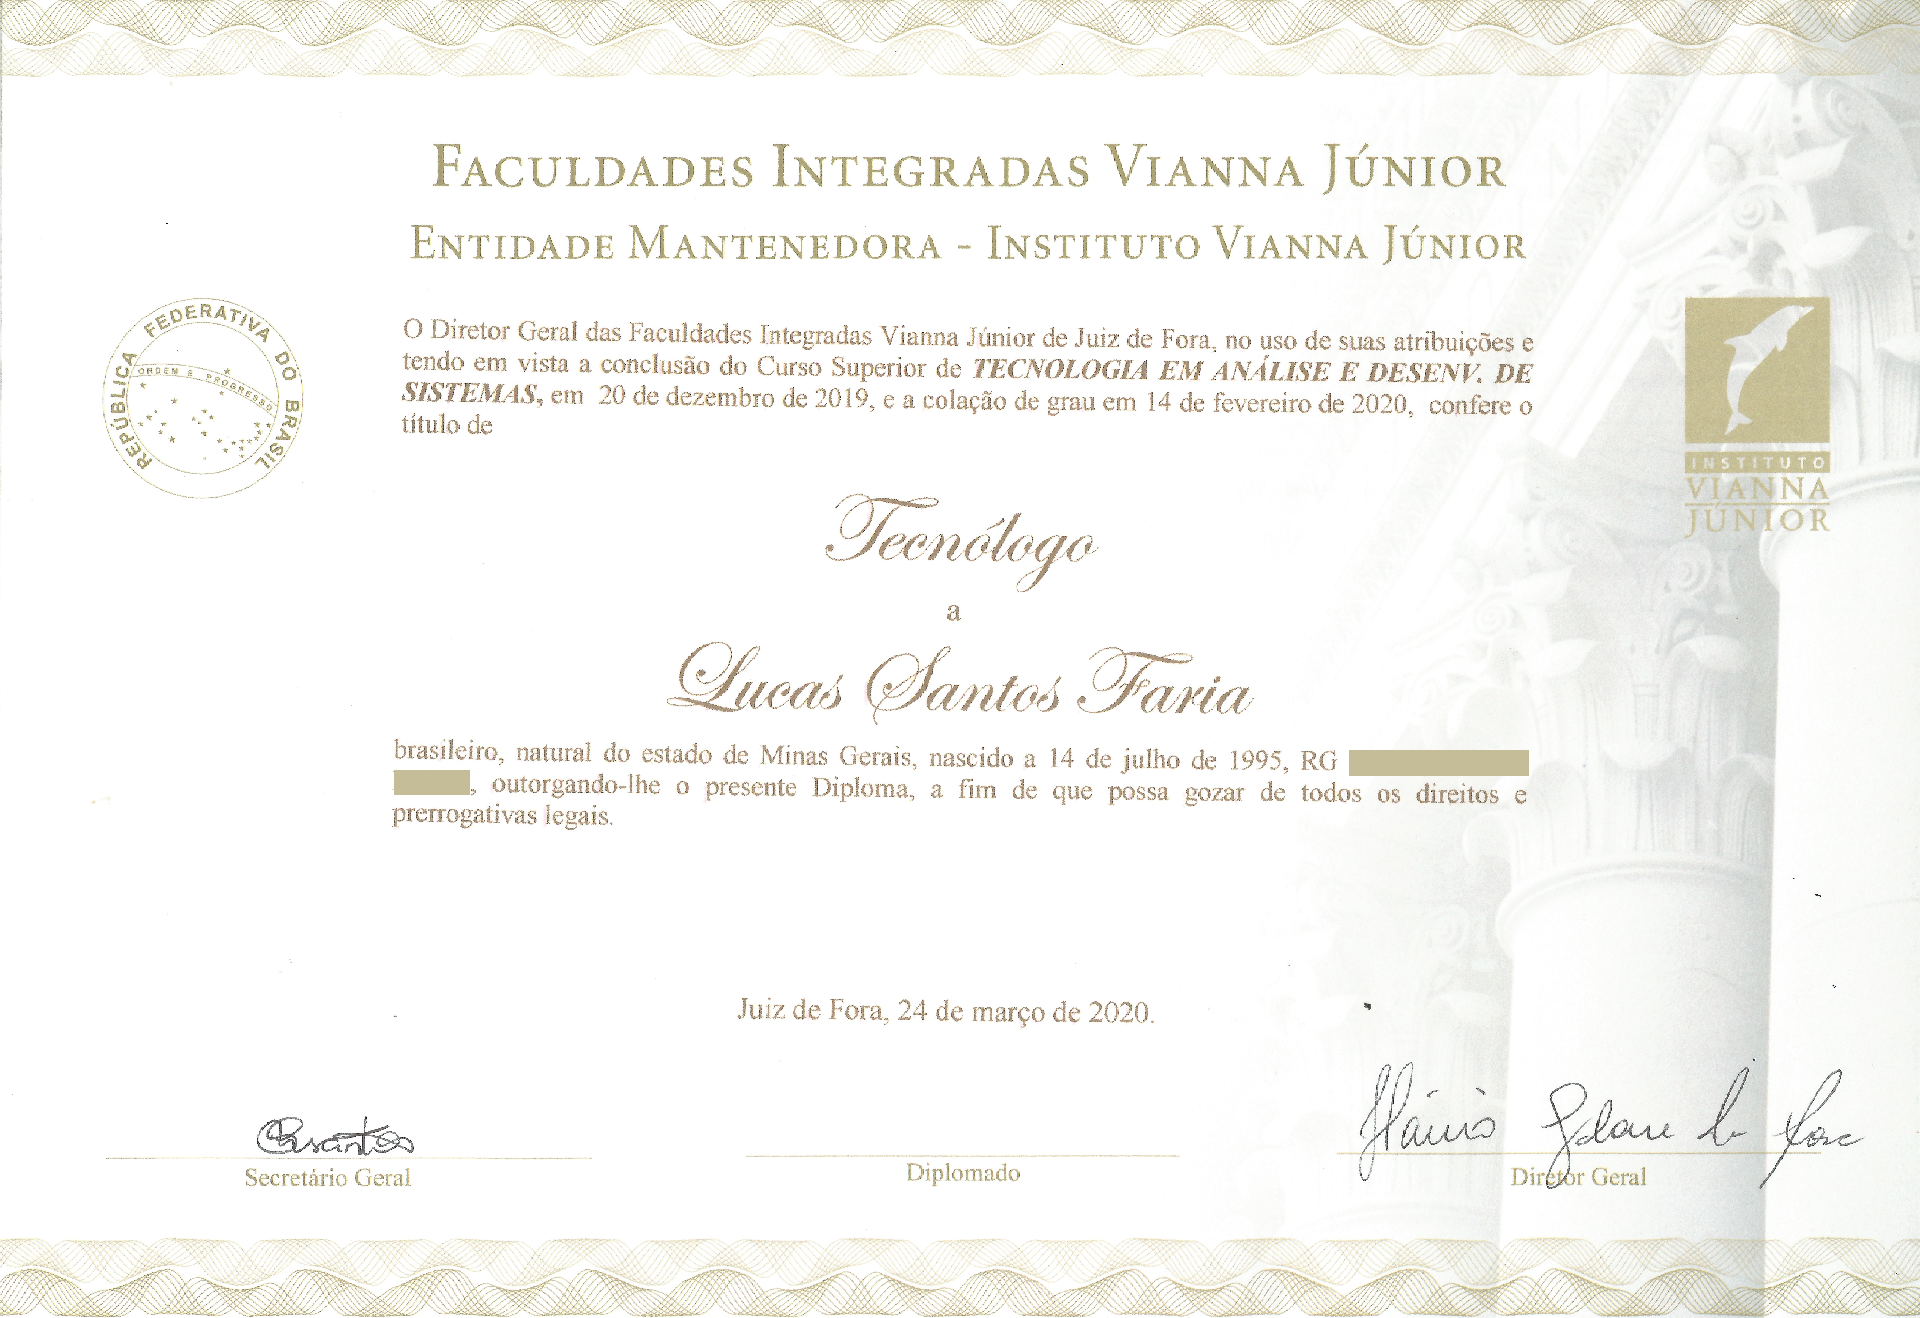 FACULDADES INTEGRADAS VIANNA JÚNIOR
ENTIDADE MANTENEDORA - INSTITUTO VIANNA JÚNIOR
REPÚBLICA FEDERATIVA DO BRASIL
ORDEM E PROGRESSO
O Diretor Geral das Faculdades Integradas Vianna Júnior de Juiz de Fora, no uso de suas atribuições e
tendo em vista a conclusão do Curso Superior de TECNOLOGIA EM ANÁLISE E DESENV. DE
SISTEMAS, em 20 de dezembro de 2019, e a colação de grau em 14 de fevereiro de 2020, confere o
título de
INSTITUTO
VIANNA
JÚNIOR
Tecnólogo
a
Lucas Santos Faria
brasileiro, natural do estado de Minas Gerais, nascido a 14 de julho de 1995, RG
, outorgando-lhe o presente Diploma, a fim de que possa gozar de todos os direitos e
prerrogativas legais.
Juiz de Fora, 24 de março de 2020.
Secretário Geral
Diplomado
Diretor Geral